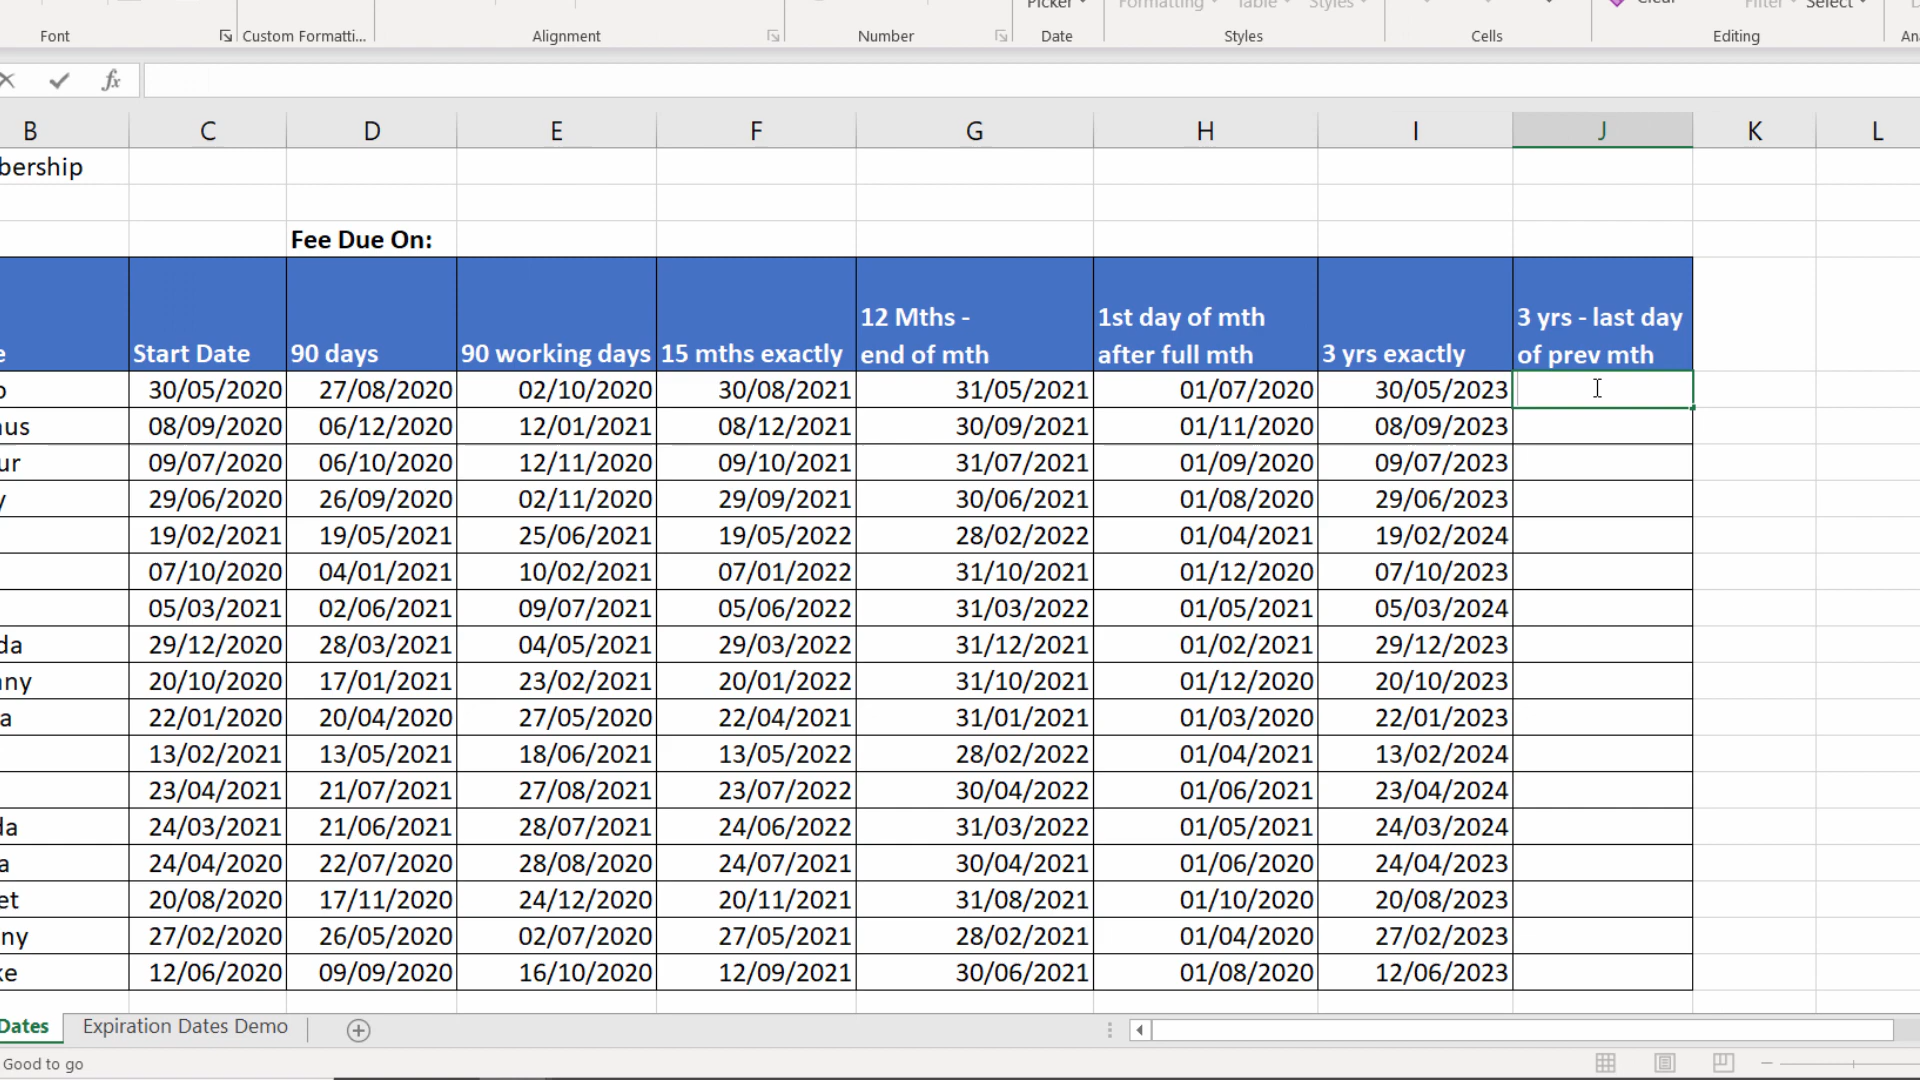 Picker Formatting Table Styles Clear Filter Select
Font Custom Formatti... Alignment Number Date Styles Cells Editing
fx
B C D E F G H I J K L
bership
Fee Due On:
Start Date 90 days 90 working days 15 mths exactly 12 Mths - end of mth 1st day of mth after full mth 3 yrs exactly 3 yrs - last day of prev mth
30/05/2020 27/08/2020 02/10/2020 30/08/2021 31/05/2021 01/07/2020 30/05/2023
us 08/09/2020 06/12/2020 12/01/2021 08/12/2021 30/09/2021 01/11/2020 08/09/2023
ur 09/07/2020 06/10/2020 12/11/2020 09/10/2021 31/07/2021 01/09/2020 09/07/2023
y 29/06/2020 26/09/2020 02/11/2020 29/09/2021 30/06/2021 01/08/2020 29/06/2023
19/02/2021 19/05/2021 25/06/2021 19/05/2022 28/02/2022 01/04/2021 19/02/2024
07/10/2020 04/01/2021 10/02/2021 07/01/2022 31/10/2021 01/12/2020 07/10/2023
05/03/2021 02/06/2021 09/07/2021 05/06/2022 31/03/2022 01/05/2021 05/03/2024
da 29/12/2020 28/03/2021 04/05/2021 29/03/2022 31/12/2021 01/02/2021 29/12/2023
ny 20/10/2020 17/01/2021 23/02/2021 20/01/2022 31/10/2021 01/12/2020 20/10/2023
a 22/01/2020 20/04/2020 27/05/2020 22/04/2021 31/01/2021 01/03/2020 22/01/2023
13/02/2021 13/05/2021 18/06/2021 13/05/2022 28/02/2022 01/04/2021 13/02/2024
23/04/2021 21/07/2021 27/08/2021 23/07/2022 30/04/2022 01/06/2021 23/04/2024
da 24/03/2021 21/06/2021 28/07/2021 24/06/2022 31/03/2022 01/05/2021 24/03/2024
a 24/04/2020 22/07/2020 28/08/2020 24/07/2021 30/04/2021 01/06/2020 24/04/2023
et 20/08/2020 17/11/2020 24/12/2020 20/11/2021 31/08/2021 01/10/2020 20/08/2023
ny 27/02/2020 26/05/2020 02/07/2020 27/05/2021 28/02/2021 01/04/2020 27/02/2023
ke 12/06/2020 09/09/2020 16/10/2020 12/09/2021 30/06/2021 01/08/2020 12/06/2023
Dates Expiration Dates Demo
Good to go